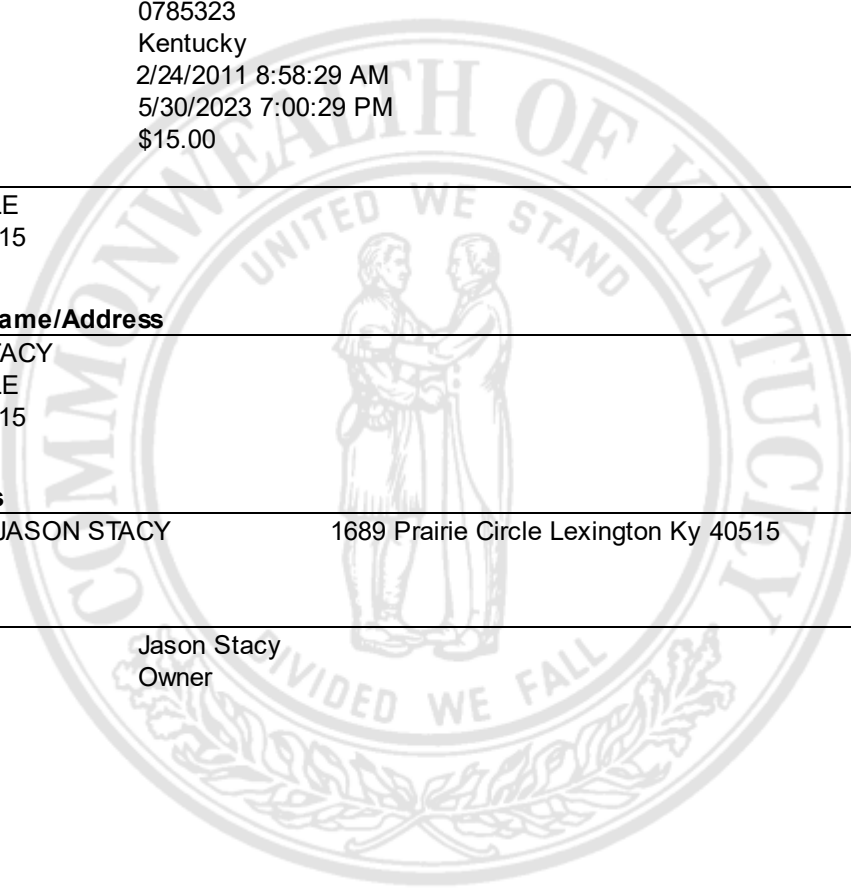 0785323
Kentucky
2/24/2011 8:58:29 AM
5/30/2023 7:00:29 PM
$15.00
LE
15
ame/Address
TACY
LE
15
s
JASON STACY 1689 Prairie Circle Lexington Ky 40515
Jason Stacy
Owner
COMMONWEALTH OF KENTUCKY
UNITED WE STAND
DIVIDED WE FALL